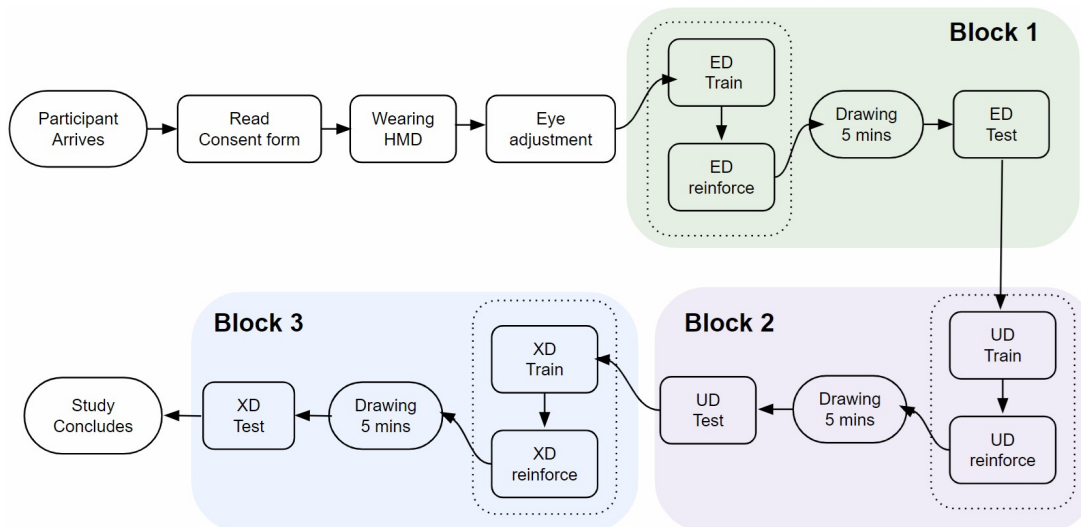 Block 1
Participant
Arrives
Read
Consent form
Wearing
HMD
Eye
adjustment
ED
Train
ED
reinforce
Drawing
5 mins
ED
Test
Block 2
UD
Train
UD
reinforce
Drawing
5 mins
UD
Test
Block 3
XD
Train
XD
reinforce
Drawing
5 mins
XD
Test
Study
Concludes